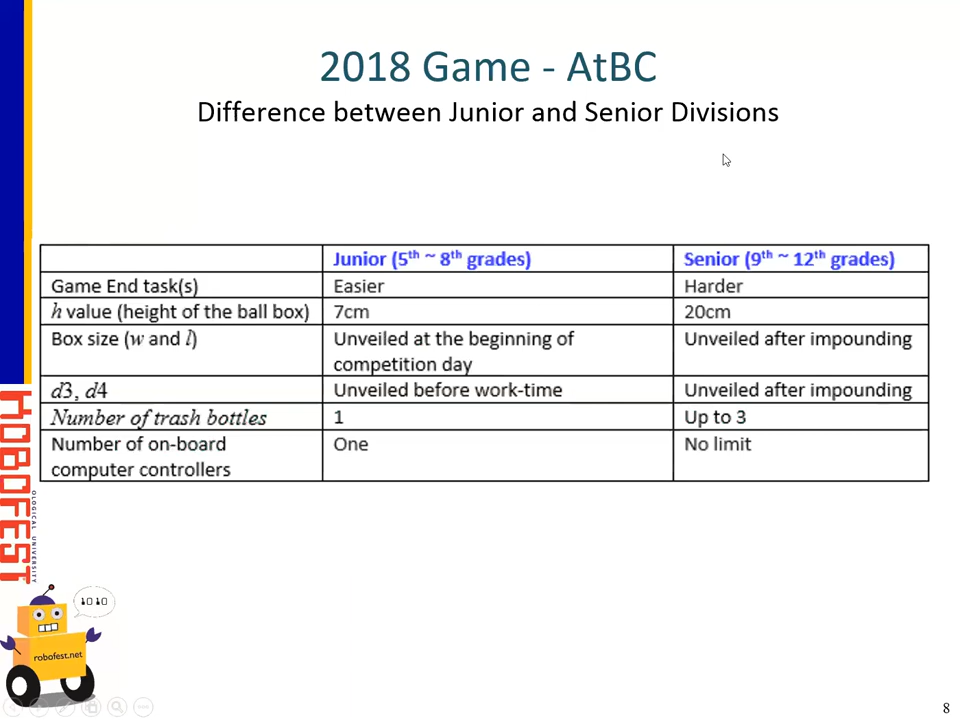 2018 Game - AtBC
Difference between Junior and Senior Divisions
Junior (5th ~ 8th grades) Senior (9th ~ 12th grades)
Game End task(s) Easier Harder
h value (height of the ball box) 7cm 20cm
Box size (w and l) Unveiled at the beginning of Unveiled after impounding
competition day
d3, d4 Unveiled before work-time Unveiled after impounding
Number of trash bottles 1 Up to 3
Number of on-board One No limit
computer controllers
ROBOFEST
OLOGICAL UNIVERSITY
1010
robofest.net
8